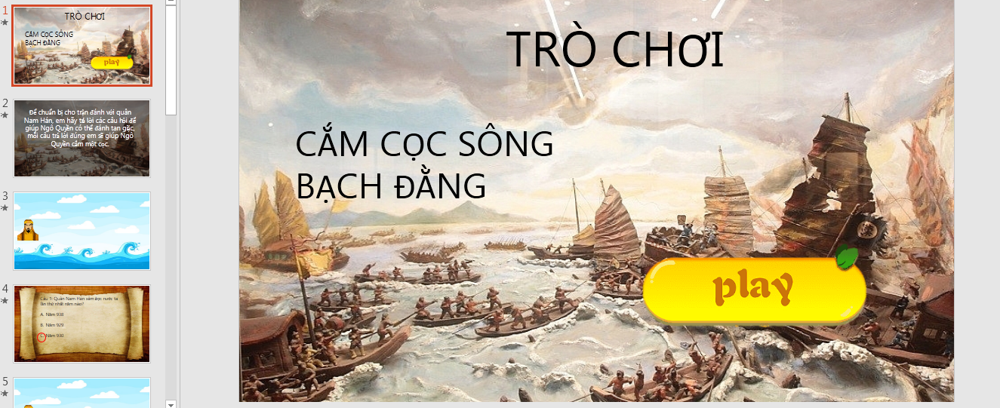 1
TRÒ CHƠI
CẮM CỌC SÔNG
BẠCH ĐẰNG
play
2
Để chuẩn bị cho trận đánh với quân
Nam Hán, em hãy trả lời các câu hỏi để
giúp Ngô Quyền có thể đánh tan giặc,
mỗi câu trả lời đúng em sẽ giúp Ngô
Quyền cắm một cọc.
3
4
Câu 1: Quân Nam Hán xâm lược nước ta
lần thứ nhất năm nào?
A. Năm 938
B. Năm 929
C. Năm 930
5
TRÒ CHƠI
CẮM CỌC SÔNG
BẠCH ĐẰNG
play